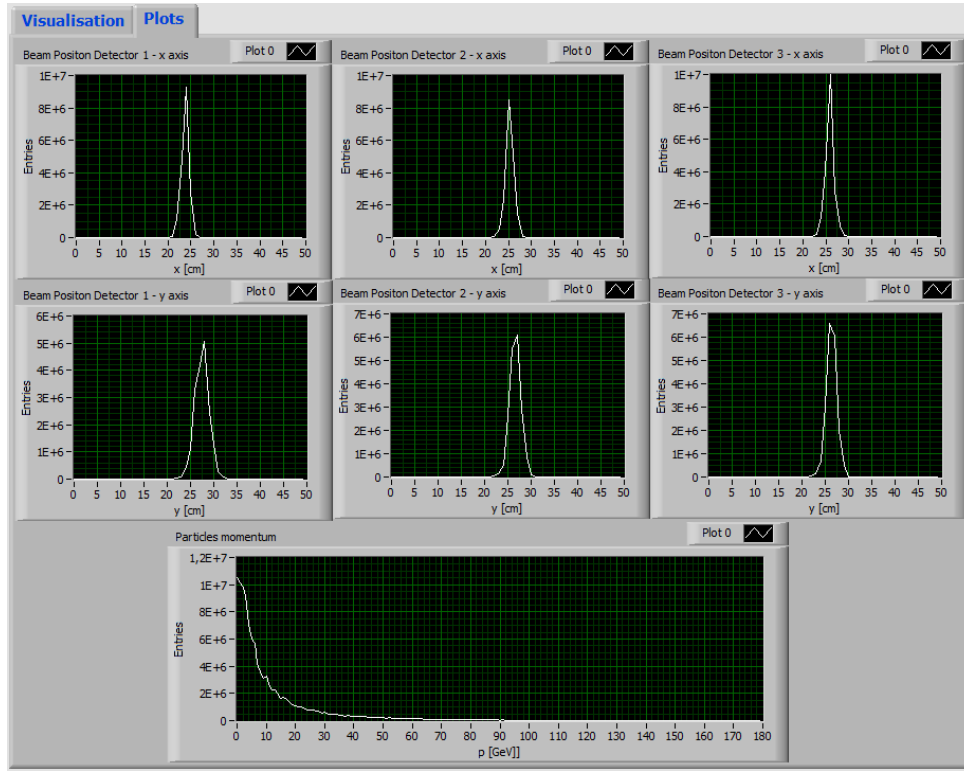 Visualisation Plots
Beam Positon Detector 1 - x axis Plot 0
1E+7
8E+6
6E+6
4E+6
2E+6
0
Entries
0 5 10 15 20 25 30 35 40 45 50
x [cm]
Beam Positon Detector 2 - x axis Plot 0
1E+7
8E+6
6E+6
4E+6
2E+6
0
Entries
0 5 10 15 20 25 30 35 40 45 50
x [cm]
Beam Positon Detector 3 - x axis Plot 0
1E+7
8E+6
6E+6
4E+6
2E+6
0
Entries
0 5 10 15 20 25 30 35 40 45 50
x [cm]
Beam Positon Detector 1 - y axis Plot 0
6E+6
5E+6
4E+6
3E+6
2E+6
1E+6
0
Entries
0 5 10 15 20 25 30 35 40 45 50
y [cm]
Beam Positon Detector 2 - y axis Plot 0
7E+6
6E+6
5E+6
4E+6
3E+6
2E+6
1E+6
0
Entries
0 5 10 15 20 25 30 35 40 45 50
y [cm]
Beam Positon Detector 3 - y axis Plot 0
7E+6
6E+6
5E+6
4E+6
3E+6
2E+6
1E+6
0
Entries
0 5 10 15 20 25 30 35 40 45 50
y [cm]
Particles momentum Plot 0
1,2E+7
1E+7
8E+6
6E+6
4E+6
2E+6
0
Entries
0 10 20 30 40 50 60 70 80 90 100 110 120 130 140 150 160 170 180
p [GeV]]